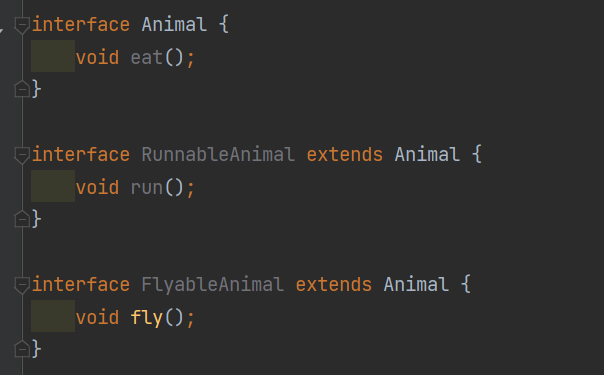 interface Animal {
    void eat();
}
interface RunnableAnimal extends Animal {
    void run();
}
interface FlyableAnimal extends Animal {
    void fly();
}